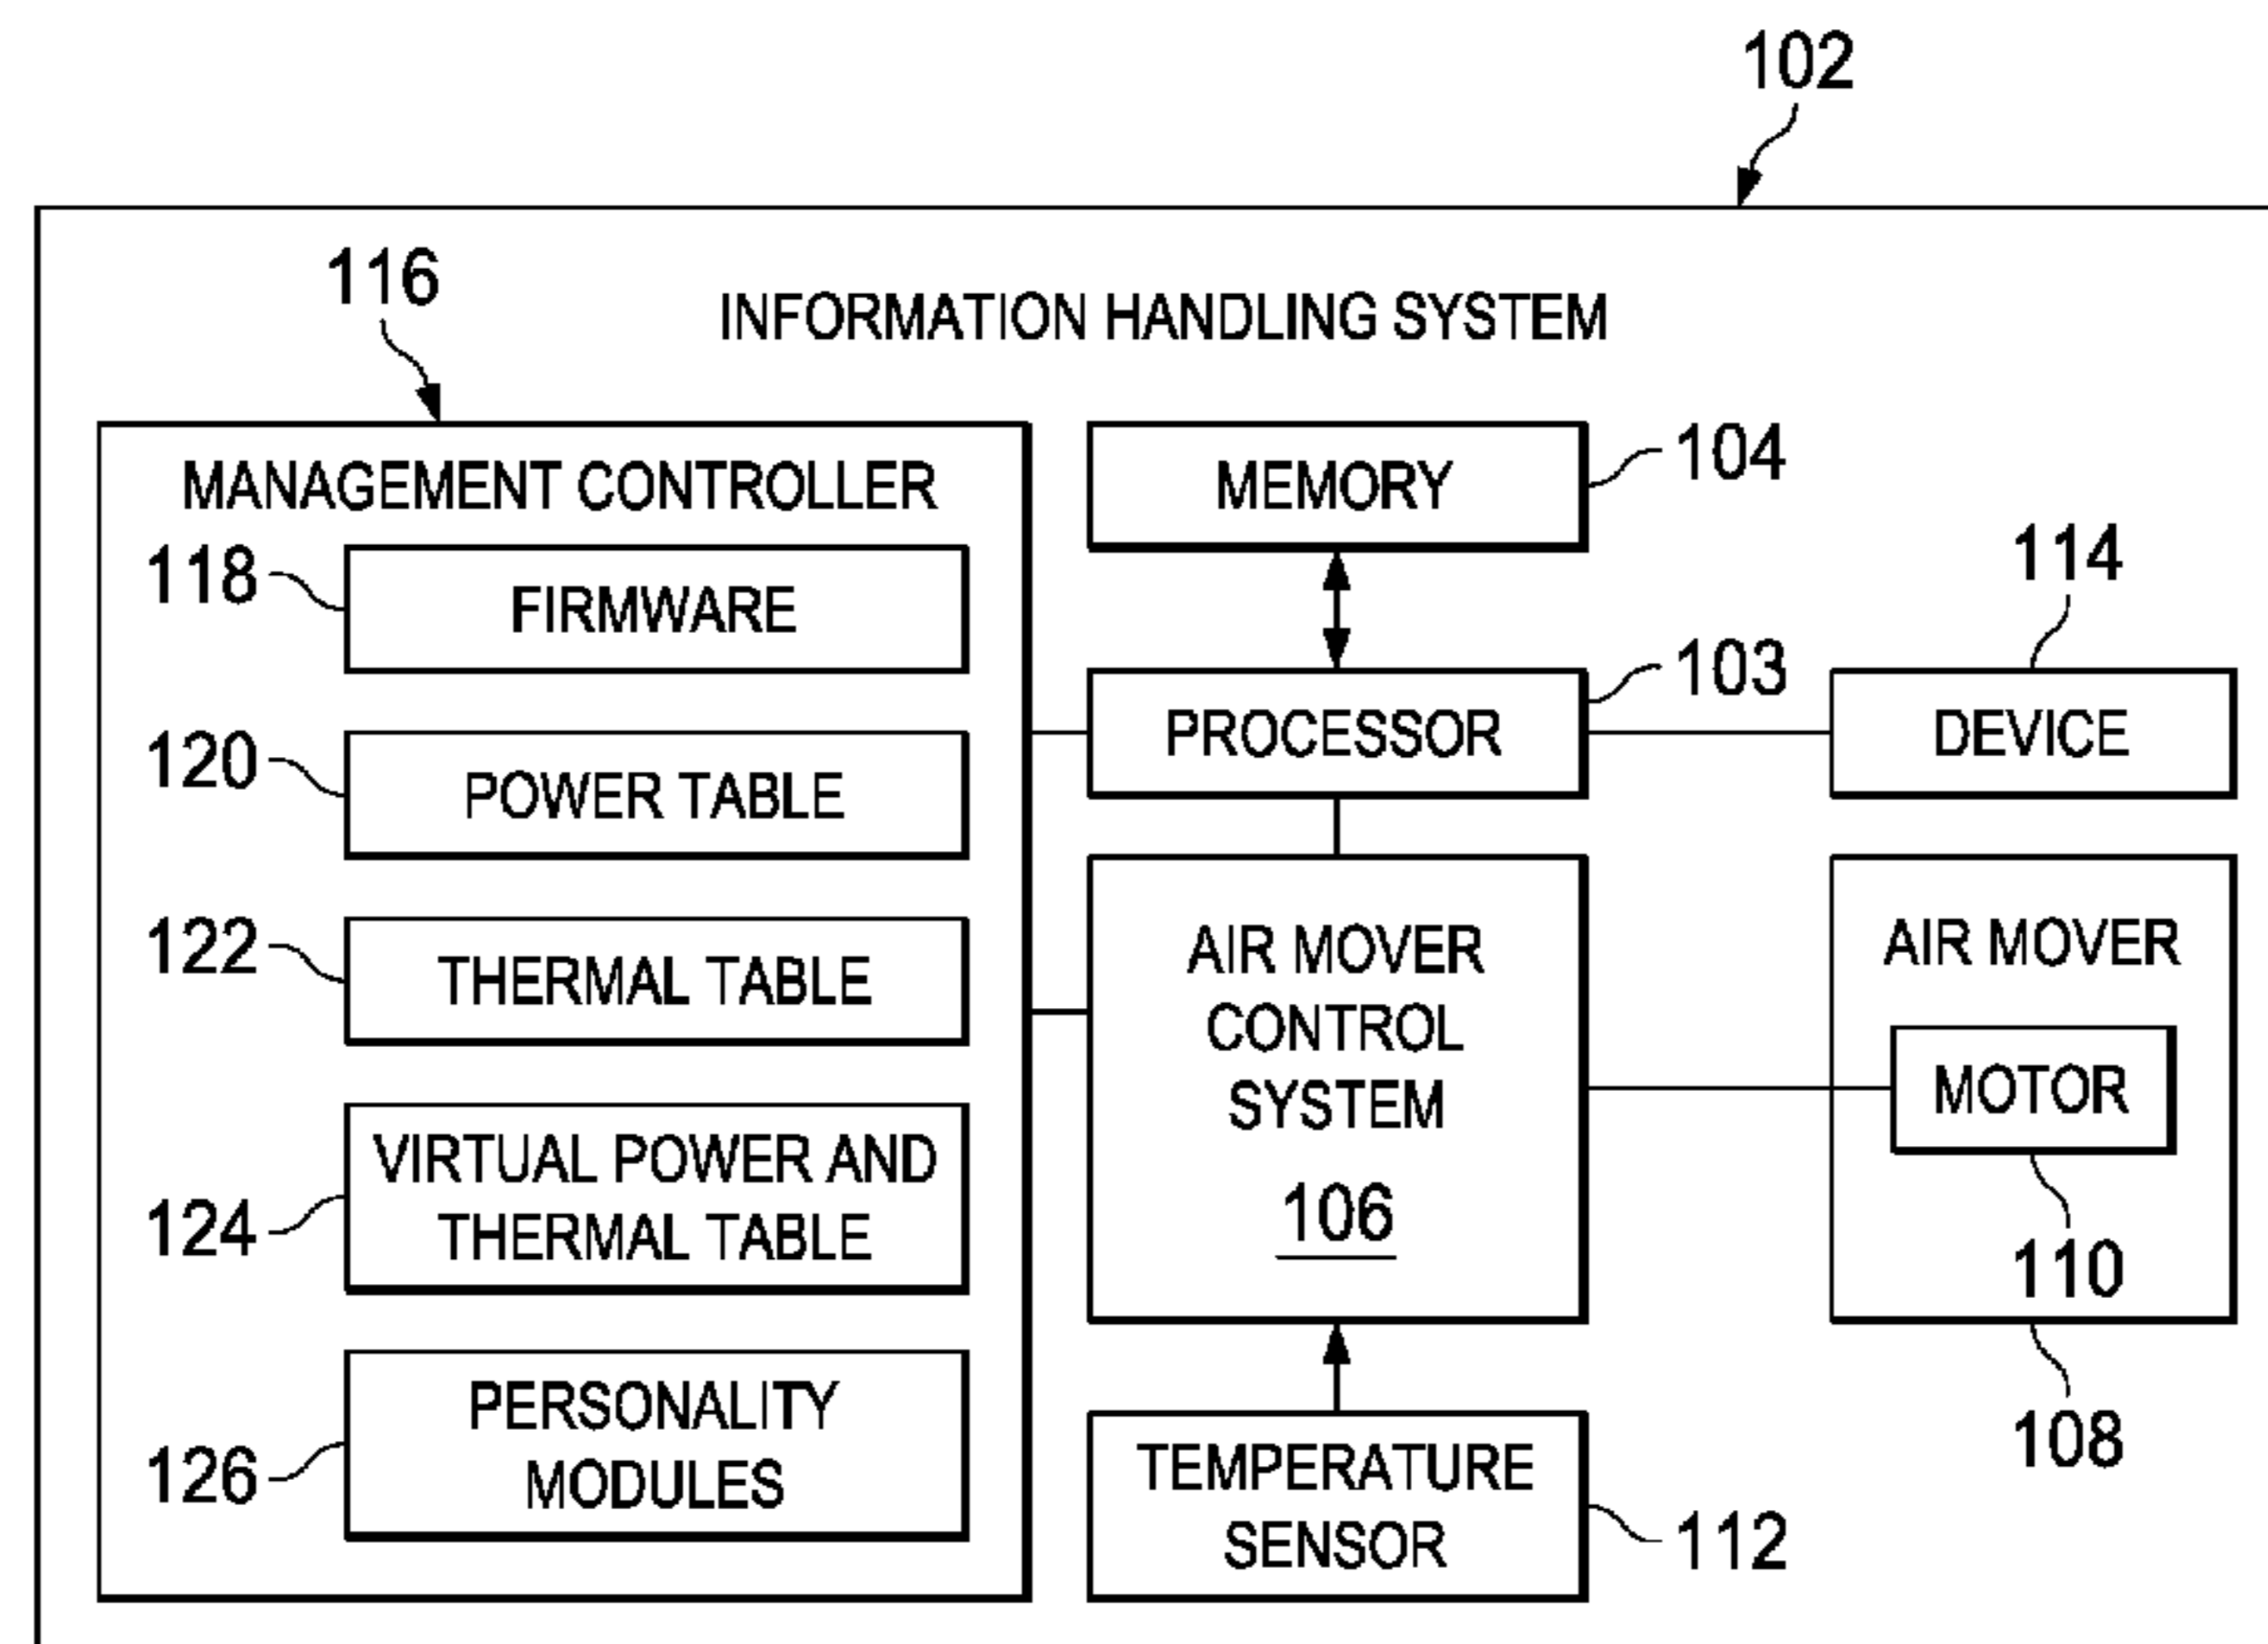 102
INFORMATION HANDLING SYSTEM
116
MANAGEMENT CONTROLLER
118
FIRMWARE
120
POWER TABLE
122
THERMAL TABLE
124
VIRTUAL POWER AND
THERMAL TABLE
126
PERSONALITY
MODULES
MEMORY
104
PROCESSOR
103
114
DEVICE
AIR MOVER
CONTROL
SYSTEM
106
AIR MOVER
MOTOR
110
108
TEMPERATURE
SENSOR
112